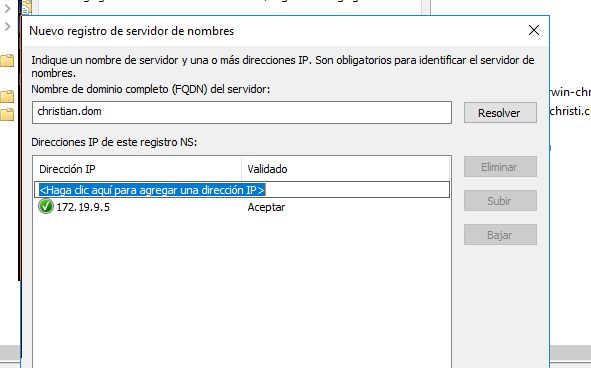 Nuevo registro de servidor de nombres
Indique un nombre de servidor y una o más direcciones IP. Son obligatorios para identificar el servidor de
nombres.
Nombre de dominio completo (FQDN) del servidor:
christian.dom
Resolver
Direcciones IP de este registro NS:
Dirección IP Validado
<Haga clic aquí para agregar una dirección IP>
172.19.9.5 Aceptar
Eliminar
Subir
Bajar
rwin-chr
christi.c